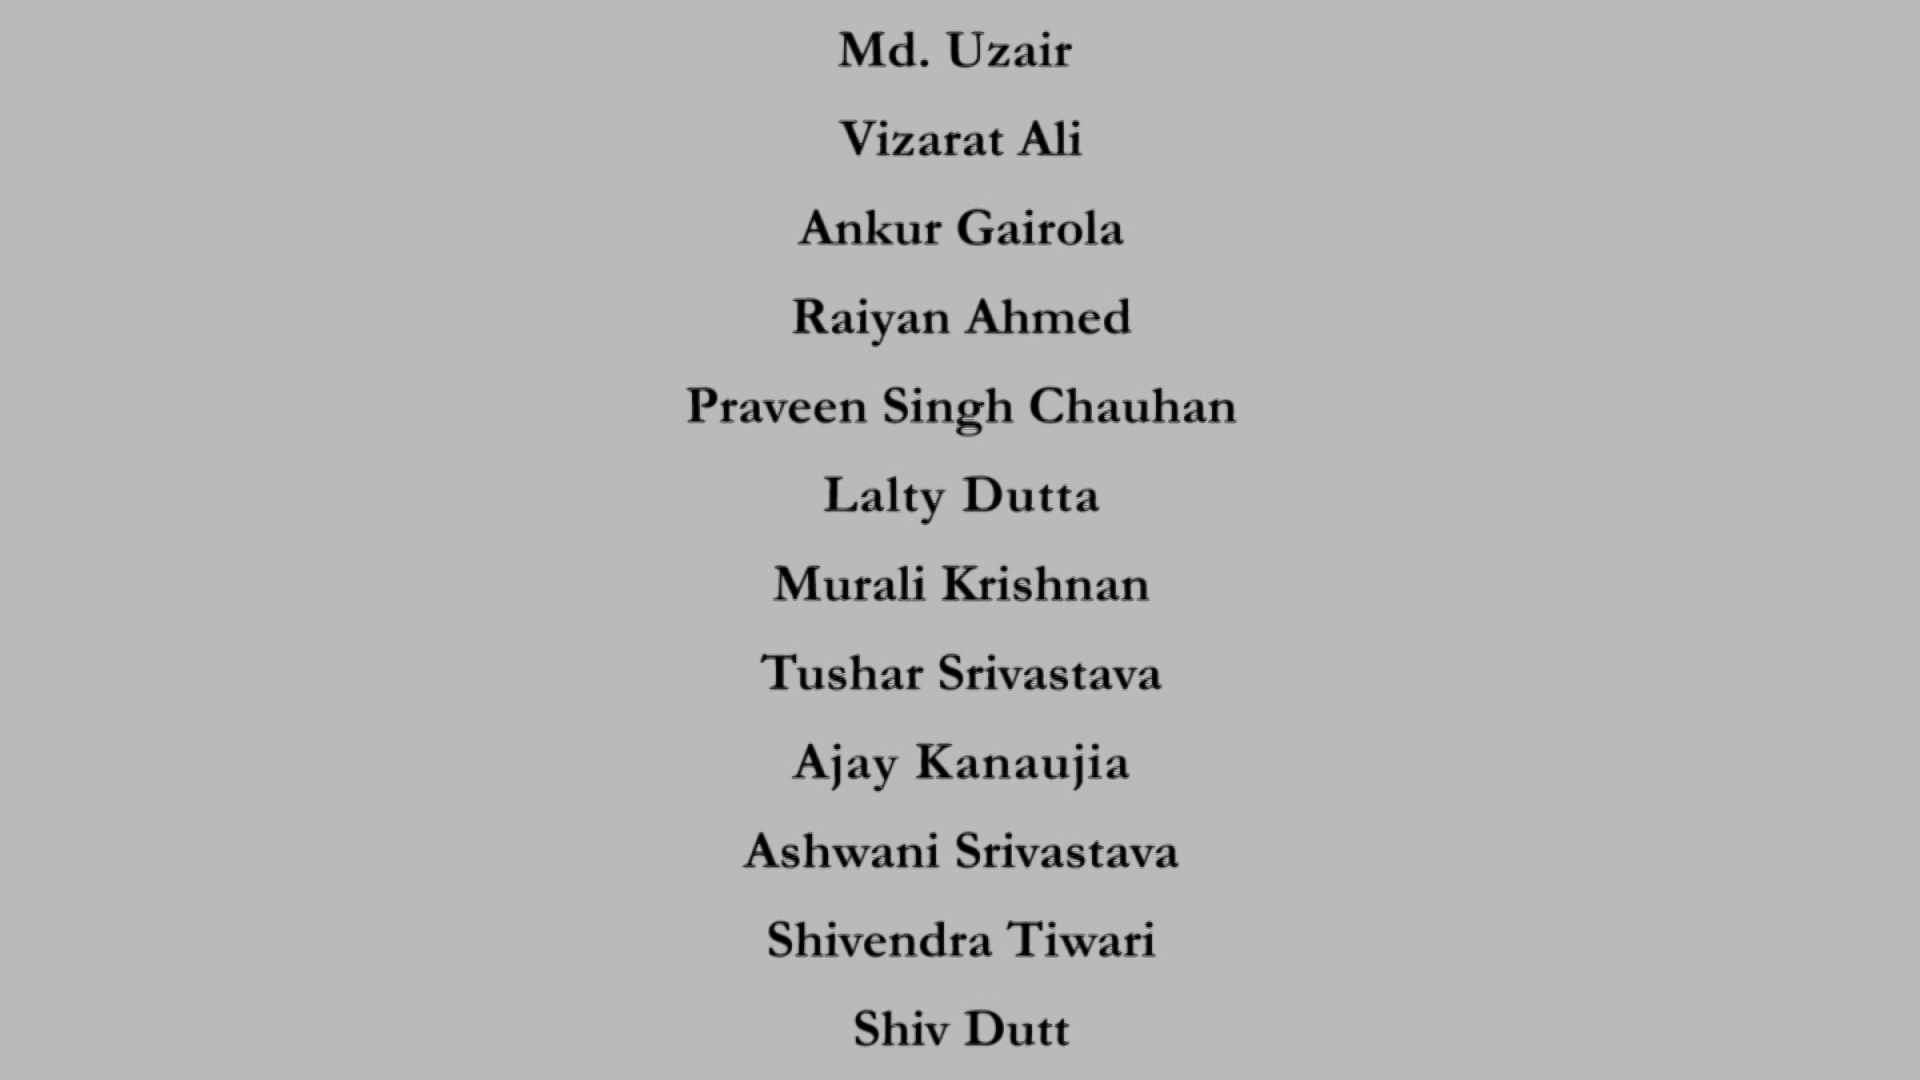 Md. Uzair
Vizarat Ali
Ankur Gairola
Raiyan Ahmed
Praveen Singh Chauhan
Lalty Dutta
Murali Krishnan
Tushar Srivastava
Ajay Kanaujia
Ashwani Srivastava
Shivendra Tiwari
Shiv Dutt